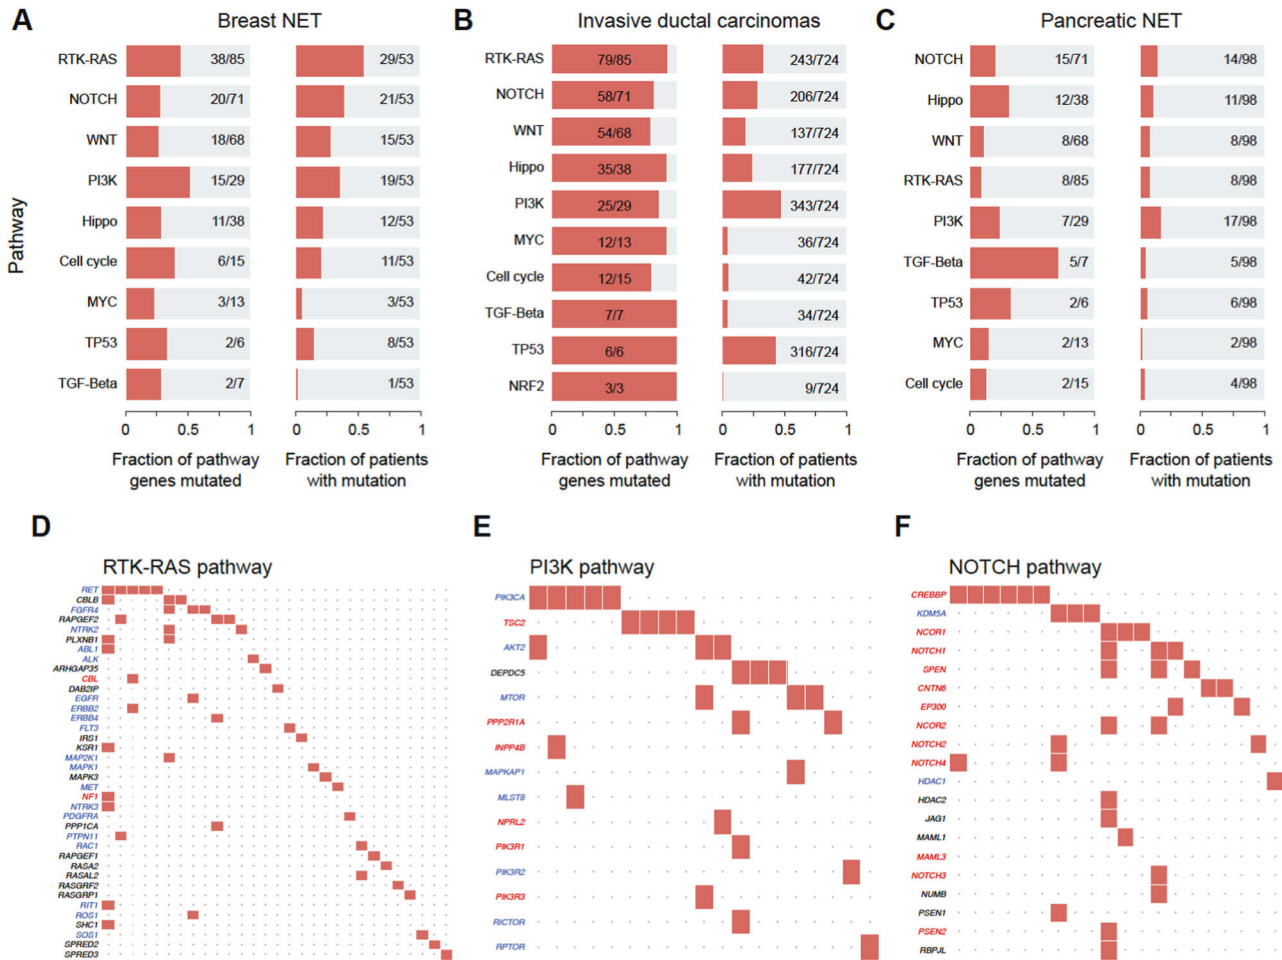 A
Breast NET
Pathway
RTK-RAS 38/85 29/53
NOTCH 20/71 21/53
WNT 18/68 15/53
PI3K 15/29 19/53
Hippo 11/38 12/53
Cell cycle 6/15 11/53
MYC 3/13 3/53
TP53 2/6 8/53
TGF-Beta 2/7 1/53
0 0.5 1 0 0.5 1
Fraction of pathway
genes mutated
Fraction of patients
with mutation
B
Invasive ductal carcinomas
RTK-RAS 79/85 243/724
NOTCH 58/71 206/724
WNT 54/68 137/724
Hippo 35/38 177/724
PI3K 25/29 343/724
MYC 12/13 36/724
Cell cycle 12/15 42/724
TGF-Beta 7/7 34/724
TP53 6/6 316/724
NRF2 3/3 9/724
0 0.5 1 0 0.5 1
Fraction of pathway
genes mutated
Fraction of patients
with mutation
C
Pancreatic NET
NOTCH 15/71 14/98
Hippo 12/38 11/98
WNT 8/68 8/98
RTK-RAS 8/85 8/98
PI3K 7/29 17/98
TGF-Beta 5/7 5/98
TP53 2/6 6/98
MYC 2/13 2/98
Cell cycle 2/15 4/98
0 0.5 1 0 0.5 1
Fraction of pathway
genes mutated
Fraction of patients
with mutation
D
RTK-RAS pathway
RET
CBLB
FGFR4
RAPGEF2
NTRK2
PLXNB1
ABL1
ALK
ARHGAP35
CBL
DAB2IP
EGFR
ERBB2
ERBB4
FLT3
IRS1
KSR1
MAP2K1
MAPK1
MAPK3
MET
NF1
NTRK3
PDGFRA
PPP1CA
PTPN11
RAC1
RAPGEF1
RASA2
RASAL2
RASGRF2
RASGRP1
RIT1
ROS1
SHC1
SOS1
SPRED2
SPRED3
E
PI3K pathway
PIK3CA
TSC2
AKT2
DEPDC5
MTOR
PPP2R1A
INPP4B
MAPKAP1
MLST8
NPRL2
PIK3R1
PIK3R2
PIK3R3
RICTOR
RPTOR
F
NOTCH pathway
CREBBP
KDM5A
NCOR1
NOTCH1
SPEN
CNTN6
EP300
NCOR2
NOTCH2
NOTCH4
HDAC1
HDAC2
JAG1
MAML1
MAML3
NOTCH3
NUMB
PSEN1
PSEN2
RBPJL